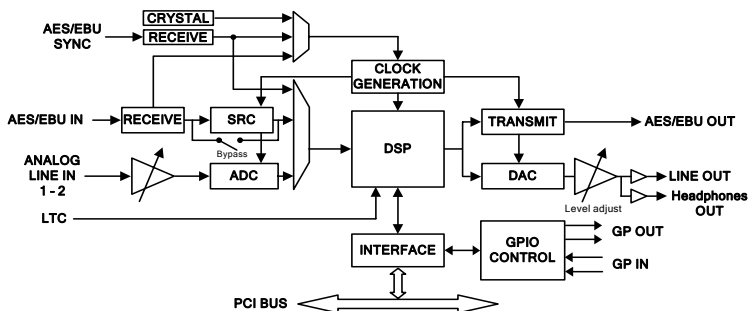 CRYSTAL
AES/EBU
SYNC
RECEIVE
CLOCK
GENERATION
AES/EBU IN
RECEIVE
SRC
Bypass
DSP
TRANSMIT
AES/EBU OUT
ANALOG
LINE IN
1 - 2
ADC
DAC
Level adjust
LINE OUT
Headphones
OUT
LTC
INTERFACE
GPIO
CONTROL
GP OUT
GP IN
PCI BUS